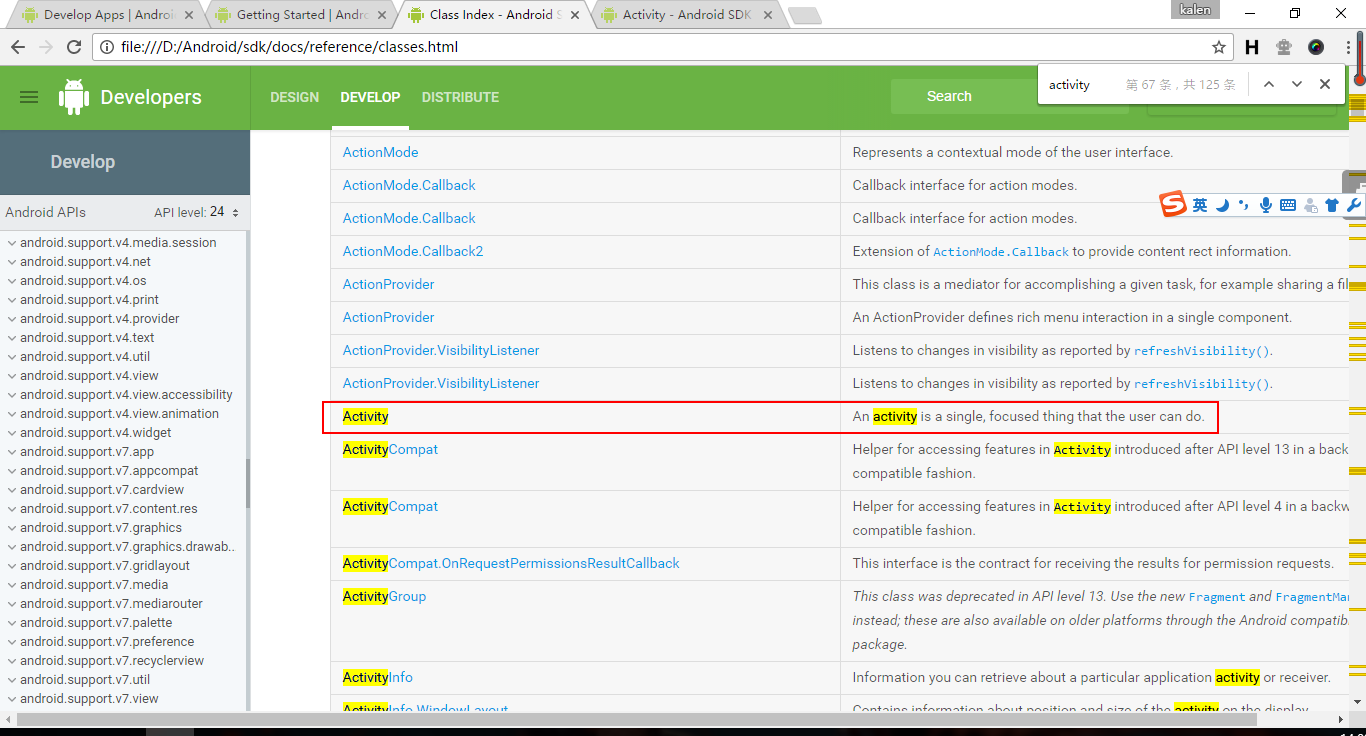 Develop Apps | Android
Getting Started | Andro
Class Index - Android S
Activity - Android SDK
kalen
file:///D:/Android/sdk/docs/reference/classes.html
activity
第 67 条，共 125 条
Developers
DESIGN
DEVELOP
DISTRIBUTE
Search
Develop
Android APIs
API level: 24
android.support.v4.media.session
android.support.v4.net
android.support.v4.os
android.support.v4.print
android.support.v4.provider
android.support.v4.text
android.support.v4.util
android.support.v4.view
android.support.v4.view.accessibility
android.support.v4.view.animation
android.support.v4.widget
android.support.v7.app
android.support.v7.appcompat
android.support.v7.cardview
android.support.v7.content.res
android.support.v7.graphics
android.support.v7.graphics.drawab..
android.support.v7.gridlayout
android.support.v7.media
android.support.v7.mediarouter
android.support.v7.palette
android.support.v7.preference
android.support.v7.recyclerview
android.support.v7.util
android.support.v7.view
ActionMode
Represents a contextual mode of the user interface.
ActionMode.Callback
Callback interface for action modes.
ActionMode.Callback
Callback interface for action modes.
英
ActionMode.Callback2
Extension of ActionMode.Callback to provide content rect information.
ActionProvider
This class is a mediator for accomplishing a given task, for example sharing a fil
ActionProvider
An ActionProvider defines rich menu interaction in a single component.
ActionProvider.VisibilityListener
Listens to changes in visibility as reported by refreshVisibility().
ActionProvider.VisibilityListener
Listens to changes in visibility as reported by refreshVisibility().
Activity
An activity is a single, focused thing that the user can do.
ActivityCompat
Helper for accessing features in Activity introduced after API level 13 in a back
compatible fashion.
ActivityCompat
Helper for accessing features in Activity introduced after API level 4 in a backw
compatible fashion.
ActivityCompat.OnRequestPermissionsResultCallback
This interface is the contract for receiving the results for permission requests.
ActivityGroup
This class was deprecated in API level 13. Use the new Fragment and FragmentMan
instead; these are also available on older platforms through the Android compatib
package.
ActivityInfo
Information you can retrieve about a particular application activity or receiver.
ActivityInfo.WindowLayout
Contains information about position and size of the activity on the display.